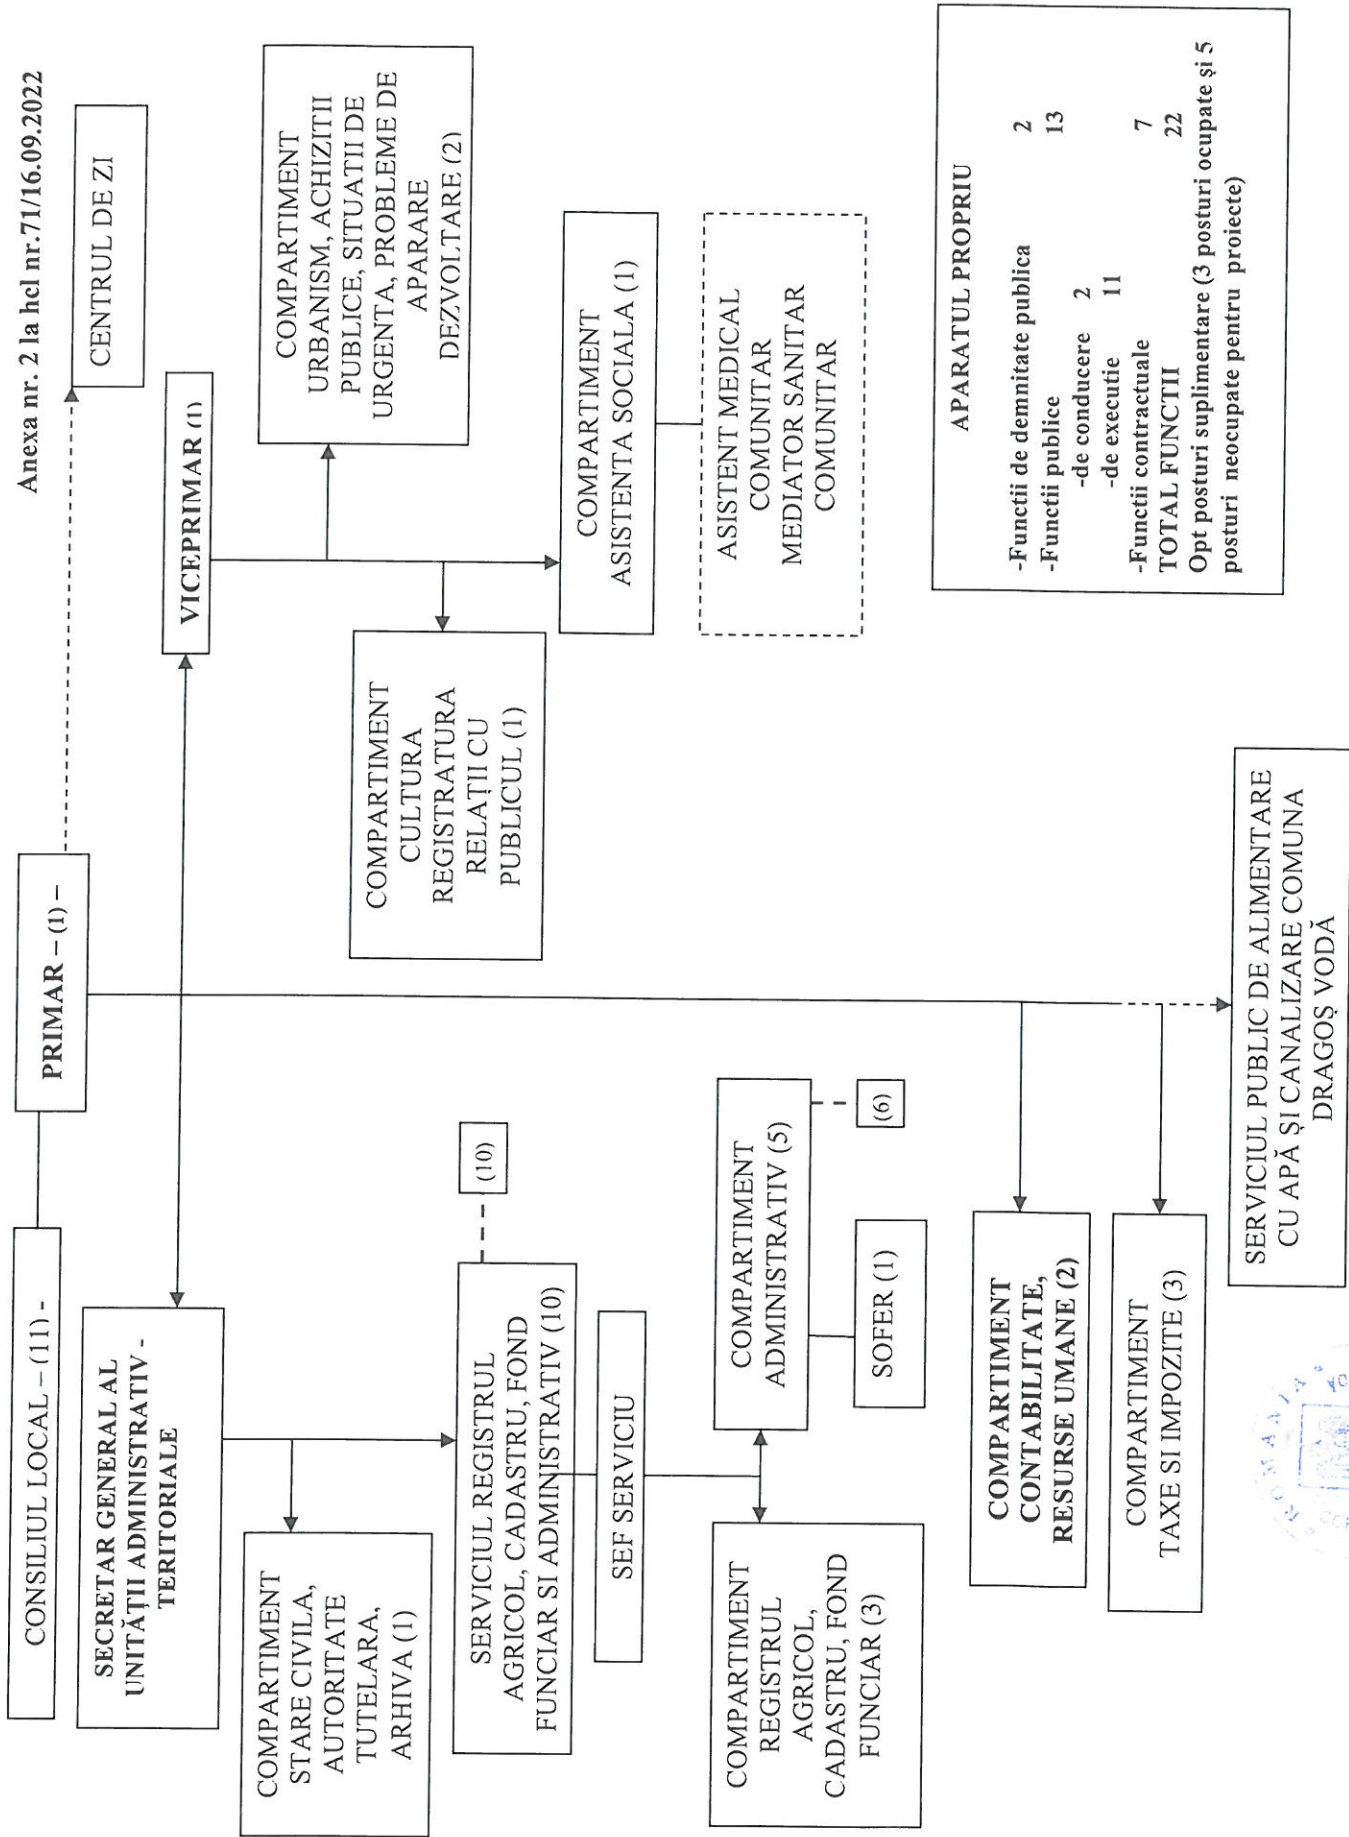 Anexa nr. 2 la hcl nr.71/16.09.2022
CONSILIUL LOCAL – (11) -
PRIMAR – (1) –
CENTRUL DE ZI
SECRETAR GENERAL AL
UNITĂȚII ADMINISTRATIV -
TERITORIALE
VICEPRIMAR (1)
COMPARTIMENT
STARE CIVILA,
AUTORITATE
TUTELARA,
ARHIVA (1)
SERVICIUL REGISTRUL
AGRICOL, CADASTRU, FOND
FUNCIAR SI ADMINISTRATIV (10)
(10)
SEF SERVICIU
COMPARTIMENT
REGISTRUL
AGRICOL,
CADASTRU, FOND
FUNCIAR (3)
COMPARTIMENT
ADMINISTRATIV (5)
(6)
SOFER (1)
COMPARTIMENT
CULTURA
REGISTRATURA
RELAȚII CU
PUBLICUL (1)
COMPARTIMENT
URBANISM, ACHIZITII
PUBLICE, SITUATII DE
URGENTA, PROBLEME DE
APARARE
DEZVOLTARE (2)
COMPARTIMENT
ASISTENTA SOCIALA (1)
ASISTENT MEDICAL
COMUNITAR
MEDIATOR SANITAR
COMUNITAR
COMPARTIMENT
CONTABILITATE,
RESURSE UMANE (2)
COMPARTIMENT
TAXE SI IMPOZITE (3)
SERVICIUL PUBLIC DE ALIMENTARE
CU APĂ ȘI CANALIZARE COMUNA
DRAGOȘ VODĂ
APARATUL PROPRIU
-Functii de demnitate publica 2
-Functii publice 13
-de conducere 2
-de executie 11
-Functii contractuale 7
TOTAL FUNCTII 22
Opt posturi suplimentare (3 posturi ocupate și 5
posturi neocupate pentru proiecte)
ROMANIA